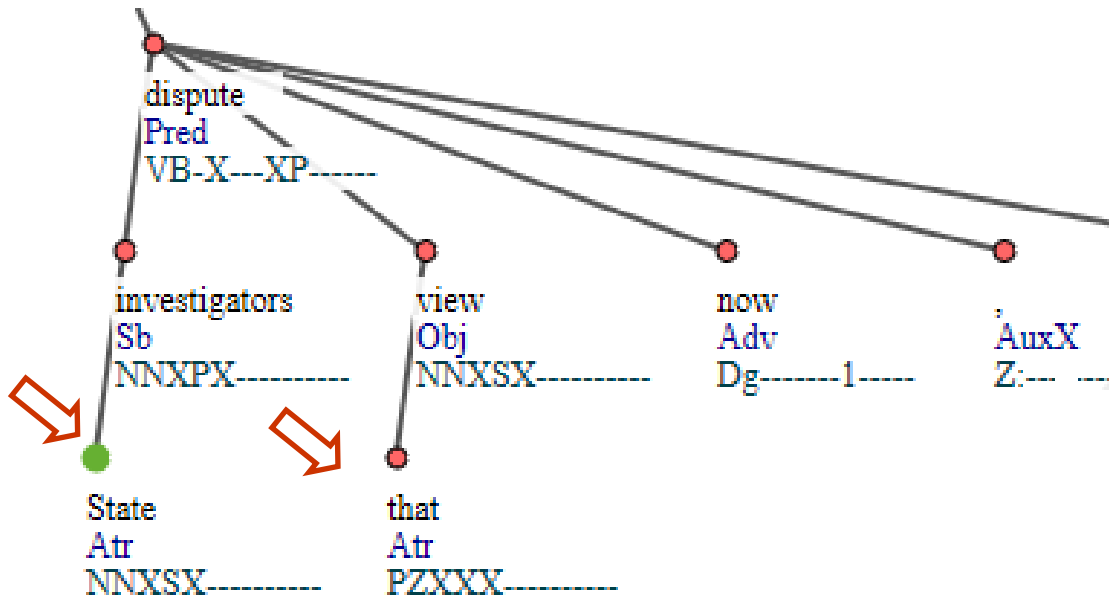 dispute
Pred
VB-X---XP------
investigators
Sb
NNXPX----------
view
Obj
NNXSX----------
now
Adv
Dg-------1-----
,
AuxX
Z:--- ----
State
Atr
NNXSX----------
that
Atr
PZXXX----------